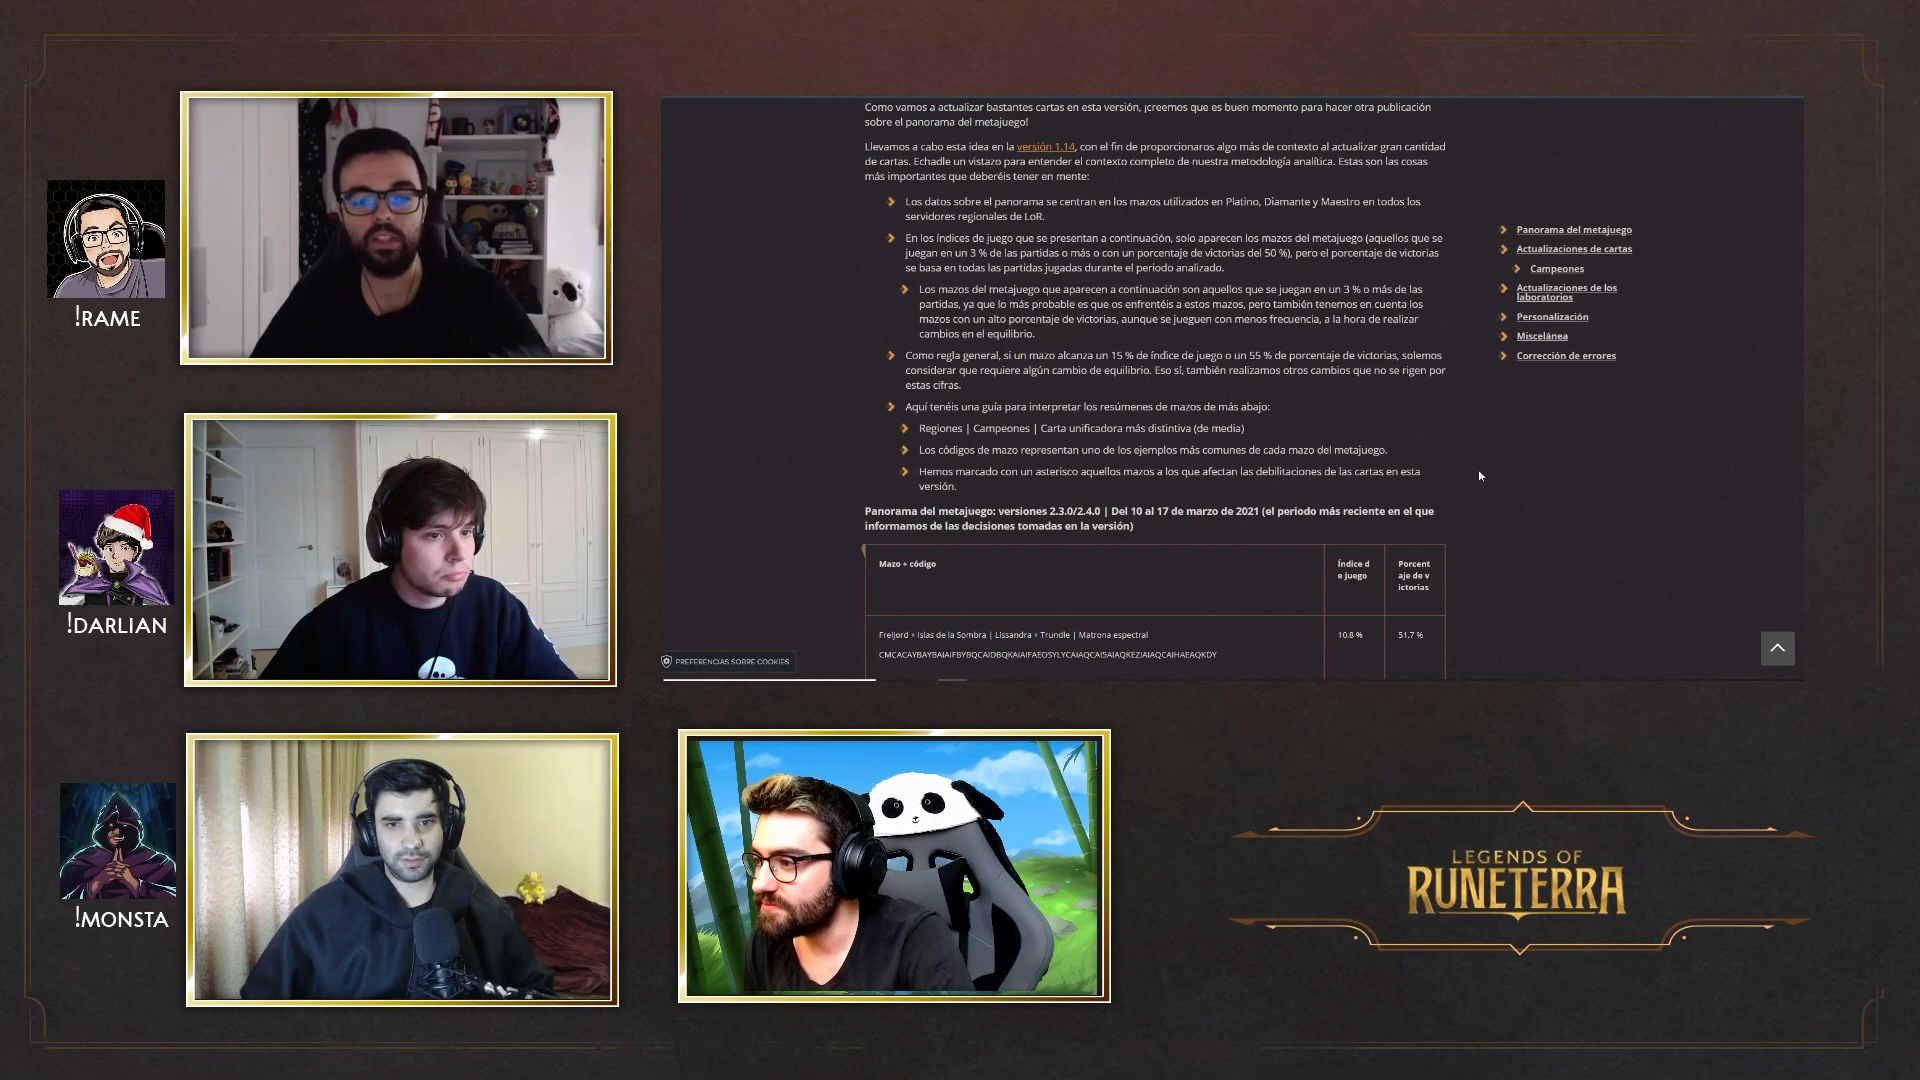 Como vamos a actualizar bastantes cartas en esta versión, ¡creemos que es buen momento para hacer otra publicación
sobre el panorama del metajuego!
Llevamos a cabo esta idea en la versión 1.14, con el fin de proporcionaros algo más de contexto al actualizar gran cantidad
de cartas. Echadle un vistazo para entender el contexto completo de nuestra metodología analítica. Estas son las cosas
más importantes que deberéis tener en mente:
Los datos sobre el panorama se centran en los mazos utilizados en Platino, Diamante y Maestro en todos los
servidores regionales de LoR.
En los índices de juego que se presentan a continuación, solo aparecen los mazos del metajuego (aquellos que se
juegan en un 3 % de las partidas o más o con un porcentaje de victorias del 50 %), pero el porcentaje de victorias
se basa en todas las partidas jugadas durante el periodo analizado.
Los mazos del metajuego que aparecen a continuación son aquellos que se juegan en un 3 % o más de las
partidas, ya que lo más probable es que os enfrentéis a estos mazos, pero también tenemos en cuenta los
mazos con un alto porcentaje de victorias, aunque se jueguen con menos frecuencia, a la hora de realizar
cambios en el equilibrio.
Como regla general, si un mazo alcanza un 15 % de índice de juego o un 55 % de porcentaje de victorias, solemos
considerar que requiere algún cambio de equilibrio. Eso sí, también realizamos otros cambios que no se rigen por
estas cifras.
Aquí tenéis una guía para interpretar los resúmenes de mazos de más abajo:
Regiones | Campeones | Carta unificadora más distintiva (de media)
Los códigos de mazo representan uno de los ejemplos más comunes de cada mazo del metajuego.
Hemos marcado con un asterisco aquellos mazos a los que afectan las debilitaciones de las cartas en esta
versión.
Panorama del metajuego: versiones 2.3.0/2.4.0 | Del 10 al 17 de marzo de 2021 (el periodo más reciente en el que
informamos de las decisiones tomadas en la versión)
Mazo + código
Índice d
e juego
Porcent
aje de v
ictorias
Freljord + Islas de la Sombra | Lissandra + Trundle | Matrona espectral
10.8 %
51,7 %
CMCACAYBAYBAIAIFBYBQCAIDBQKAIAIFAEOSYLYCAIAQCAI5AIAQKEZIAIAQCAIHAEAQKDY
PREFERENCIAS SOBRE COOKIES
Panorama del metajuego
Actualizaciones de cartas
Campeones
Actualizaciones de los
laboratorios
Personalización
Miscelánea
Corrección de errores
!RAME
!DARLIAN
!MONSTA
LEGENDS OF
RUNETERRA